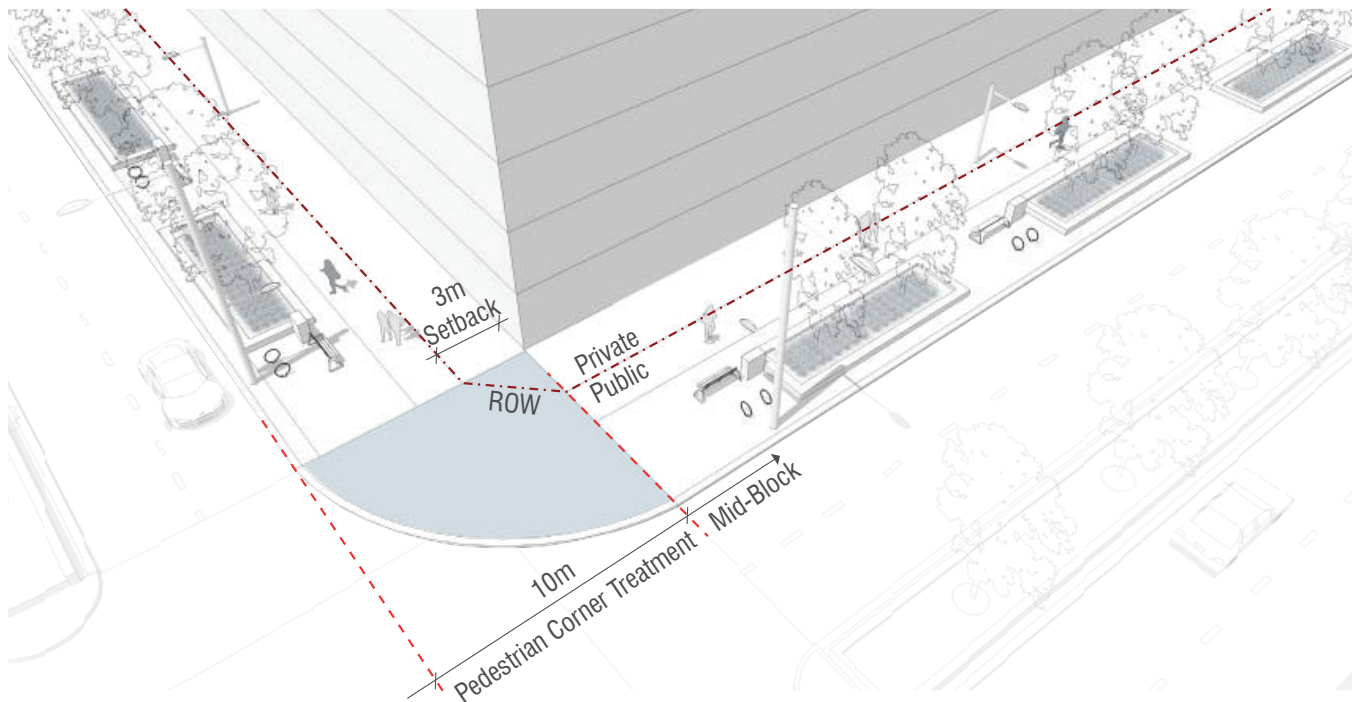 3m
Setback
Private
Public
ROW
Mid-Block
10m
Pedestrian Corner Treatment